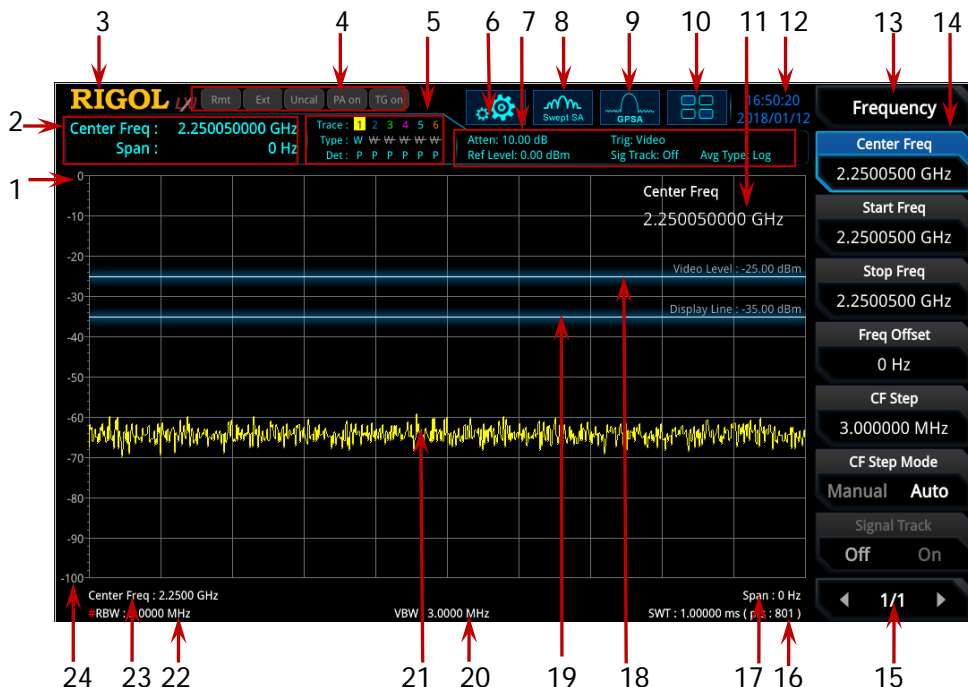 3 4 5 6 7 8 9 10 11 12 13 14
RIGOL LXI Rmt Ext Uncal PA on TG on
Swept SA GPSA
16:50:20
2018/01/12
2
Center Freq : 2.250050000 GHz
Span : 0 Hz
Trace : 1 2 3 4 5 6
Type : W W W W W W
Det : P P P P P P
Atten: 10.00 dB Trig: Video
Ref Level: 0.00 dBm Sig Track: Off Avg Type: Log
1
0
-10
-20
-30
-40
-50
-60
-70
-80
-90
-100
Center Freq
2.250050000 GHz
Video Level : -25.00 dBm
Display Line : -35.00 dBm
Center Freq : 2.2500 GHz Span : 0 Hz
#RBW : .0000 MHz VBW : 3.0000 MHz SWT : 1.00000 ms ( p s : 801 )
Frequency
Center Freq
2.2500500 GHz
Start Freq
2.2500500 GHz
Stop Freq
2.2500500 GHz
Freq Offset
0 Hz
CF Step
3.000000 MHz
CF Step Mode
Manual Auto
Signal Track
Off On
1/1
24 23 22 21 20 19 18 17 16 15